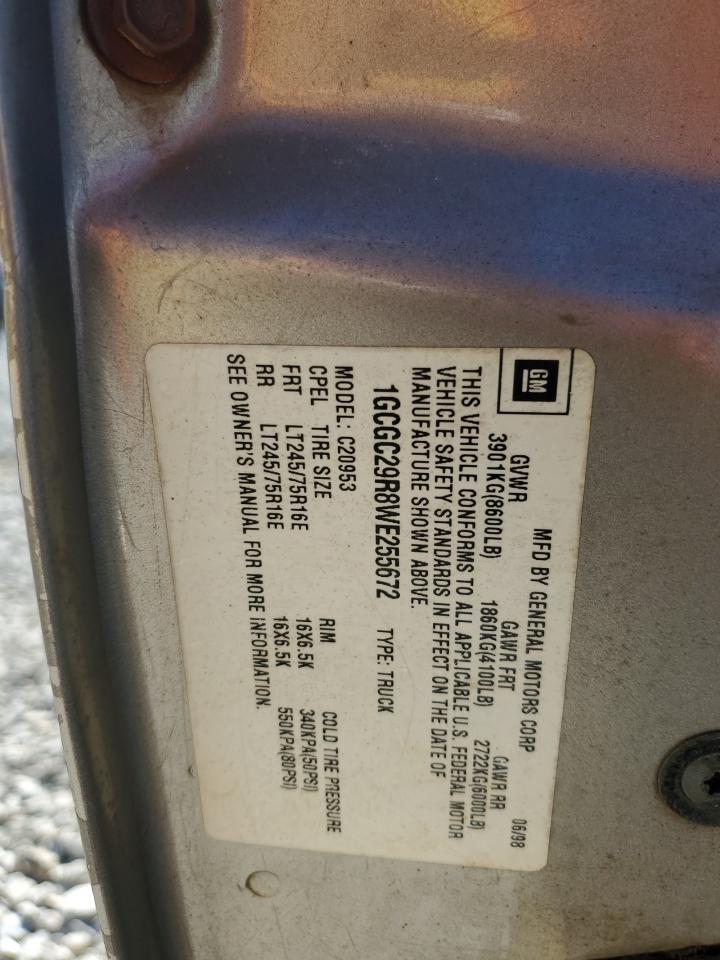 GM
MFD BY GENERAL MOTORS CORP 06/98
GVWR GAWR FRT GAWR RR
3901KG(8600LB) 1860KG(4100LB) 2722KG(6000LB)
THIS VEHICLE CONFORMS TO ALL APPLICABLE U.S. FEDERAL MOTOR
VEHICLE SAFETY STANDARDS IN EFFECT ON THE DATE OF
MANUFACTURE SHOWN ABOVE.
1GCGC29R8WE255672 TYPE: TRUCK
MODEL: C20953
CPEL TIRE SIZE RIM COLD TIRE PRESSURE
FRT LT245/75R16E 16X6.5K 340KPA(50PSI)
RR LT245/75R16E 16X6.5K 550KPA(80PSI)
SEE OWNER'S MANUAL FOR MORE INFORMATION.